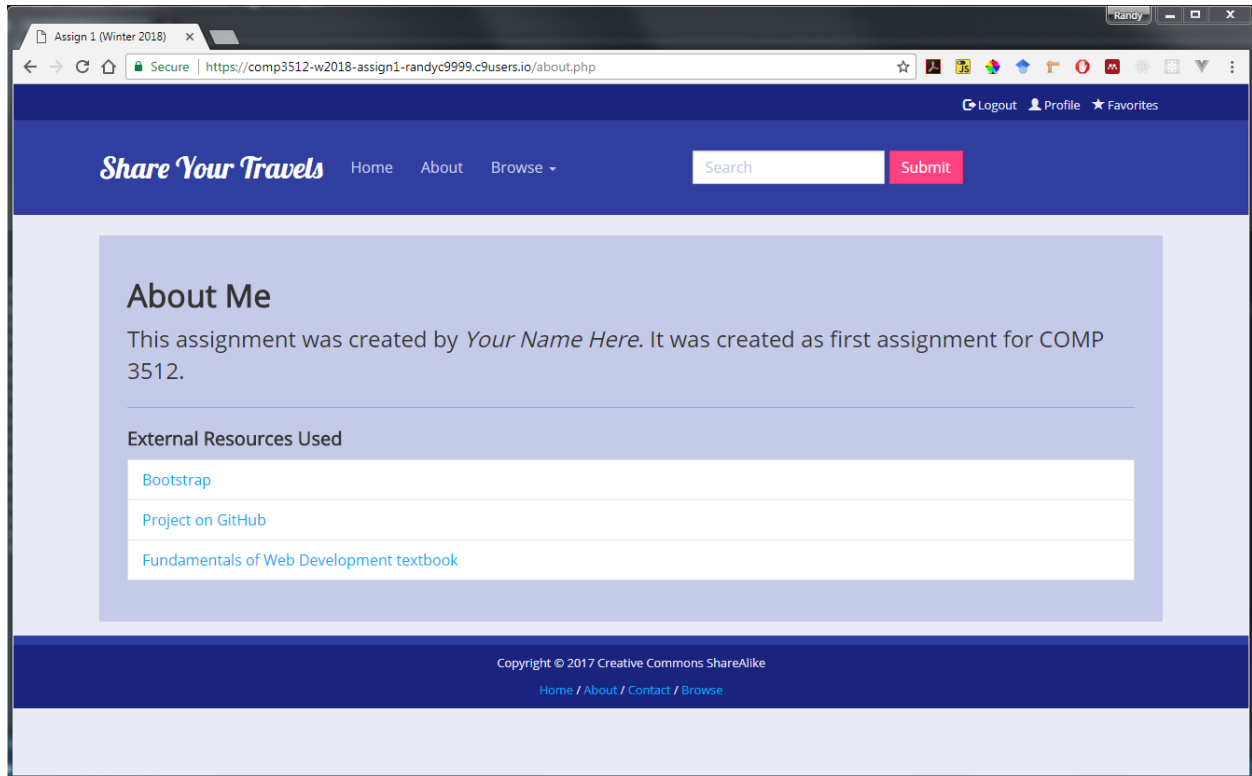 Randy
Assign 1 (Winter 2018)
Secure | https://comp3512-w2018-assign1-randyc9999.c9users.io/about.php
Logout Profile Favorites
Share Your Travels Home About Browse Search Submit
About Me
This assignment was created by Your Name Here. It was created as first assignment for COMP
3512.
External Resources Used
Bootstrap
Project on GitHub
Fundamentals of Web Development textbook
Copyright © 2017 Creative Commons ShareAlike
Home / About / Contact / Browse